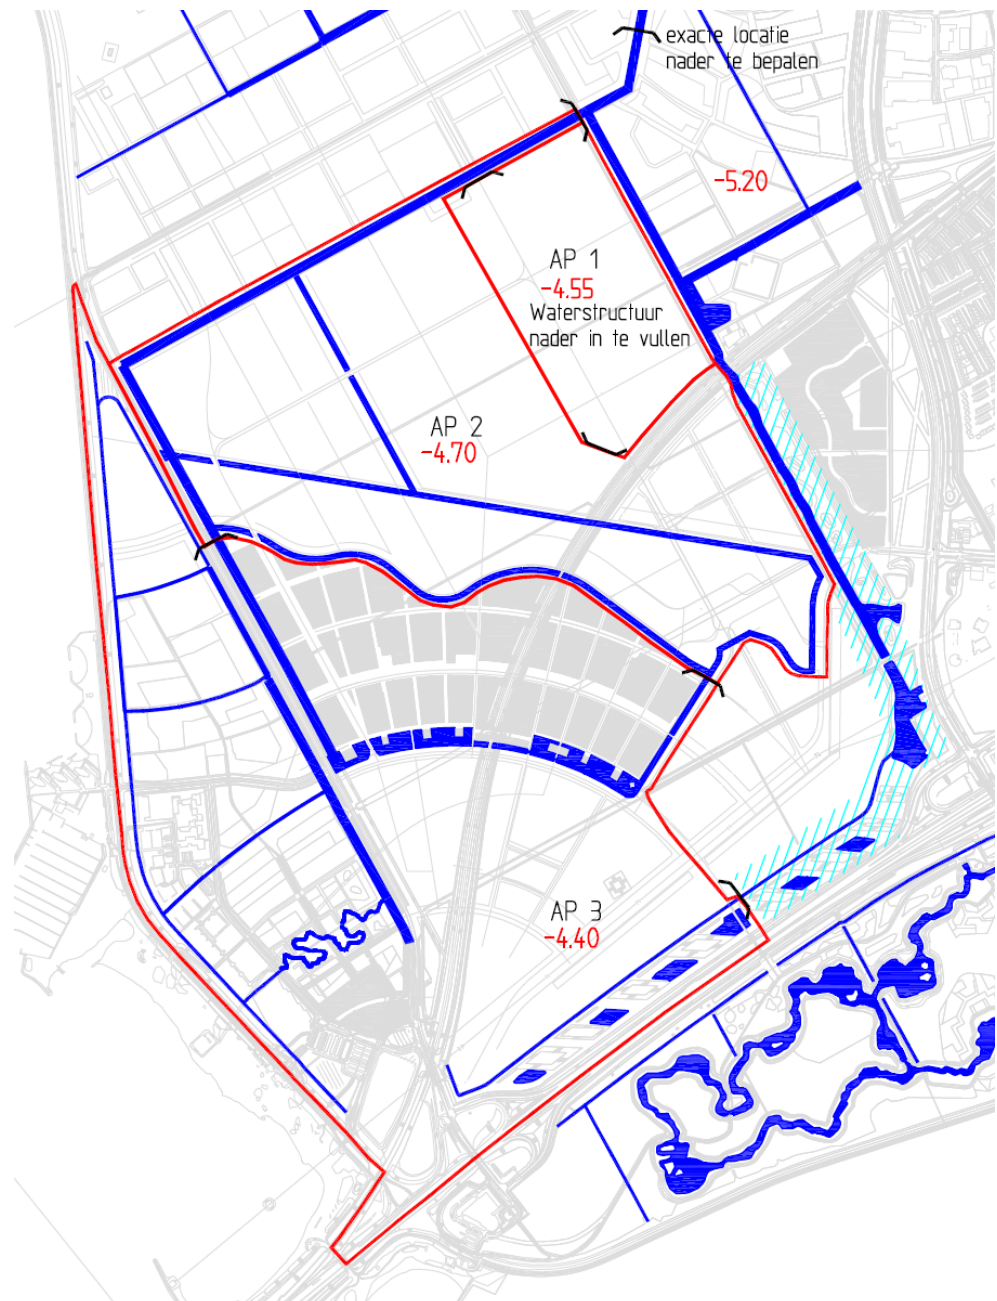 exacte locatie
nader te bepalen
-5.20
AP 1
-4.55
Waterstructuur
nader in te vullen
AP 2
-4.70
AP 3
-4.40